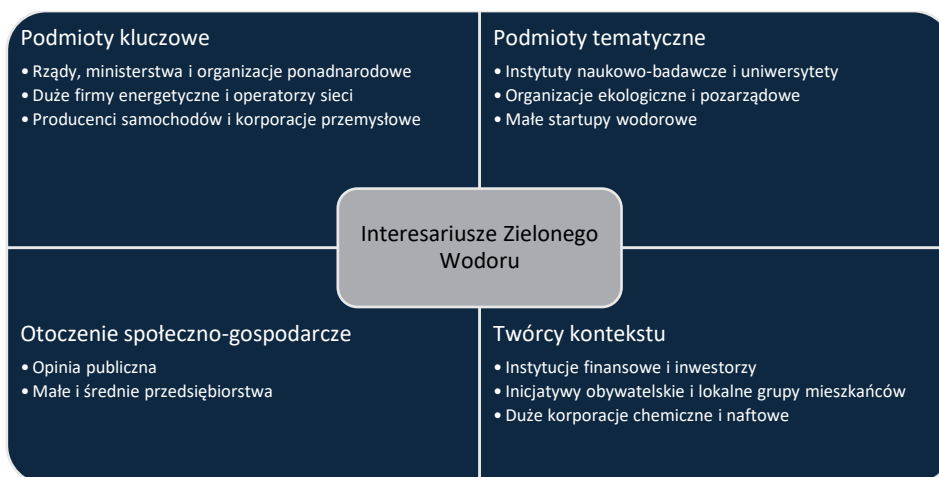 Podmioty kluczowe
• Rządy, ministerstwa i organizacje ponadnarodowe
• Duże firmy energetyczne i operatorzy sieci
• Producenci samochodów i korporacje przemysłowe
Podmioty tematyczne
• Instytuty naukowo-badawcze i uniwersytety
• Organizacje ekologiczne i pozarządowe
• Małe startupy wodorowe
Interesariusze Zielonego
Wodoru
Otoczenie społeczno-gospodarcze
• Opinia publiczna
• Małe i średnie przedsiębiorstwa
Twórcy kontekstu
• Instytucje finansowe i inwestorzy
• Inicjatywy obywatelskie i lokalne grupy mieszkańców
• Duże korporacje chemiczne i naftowe